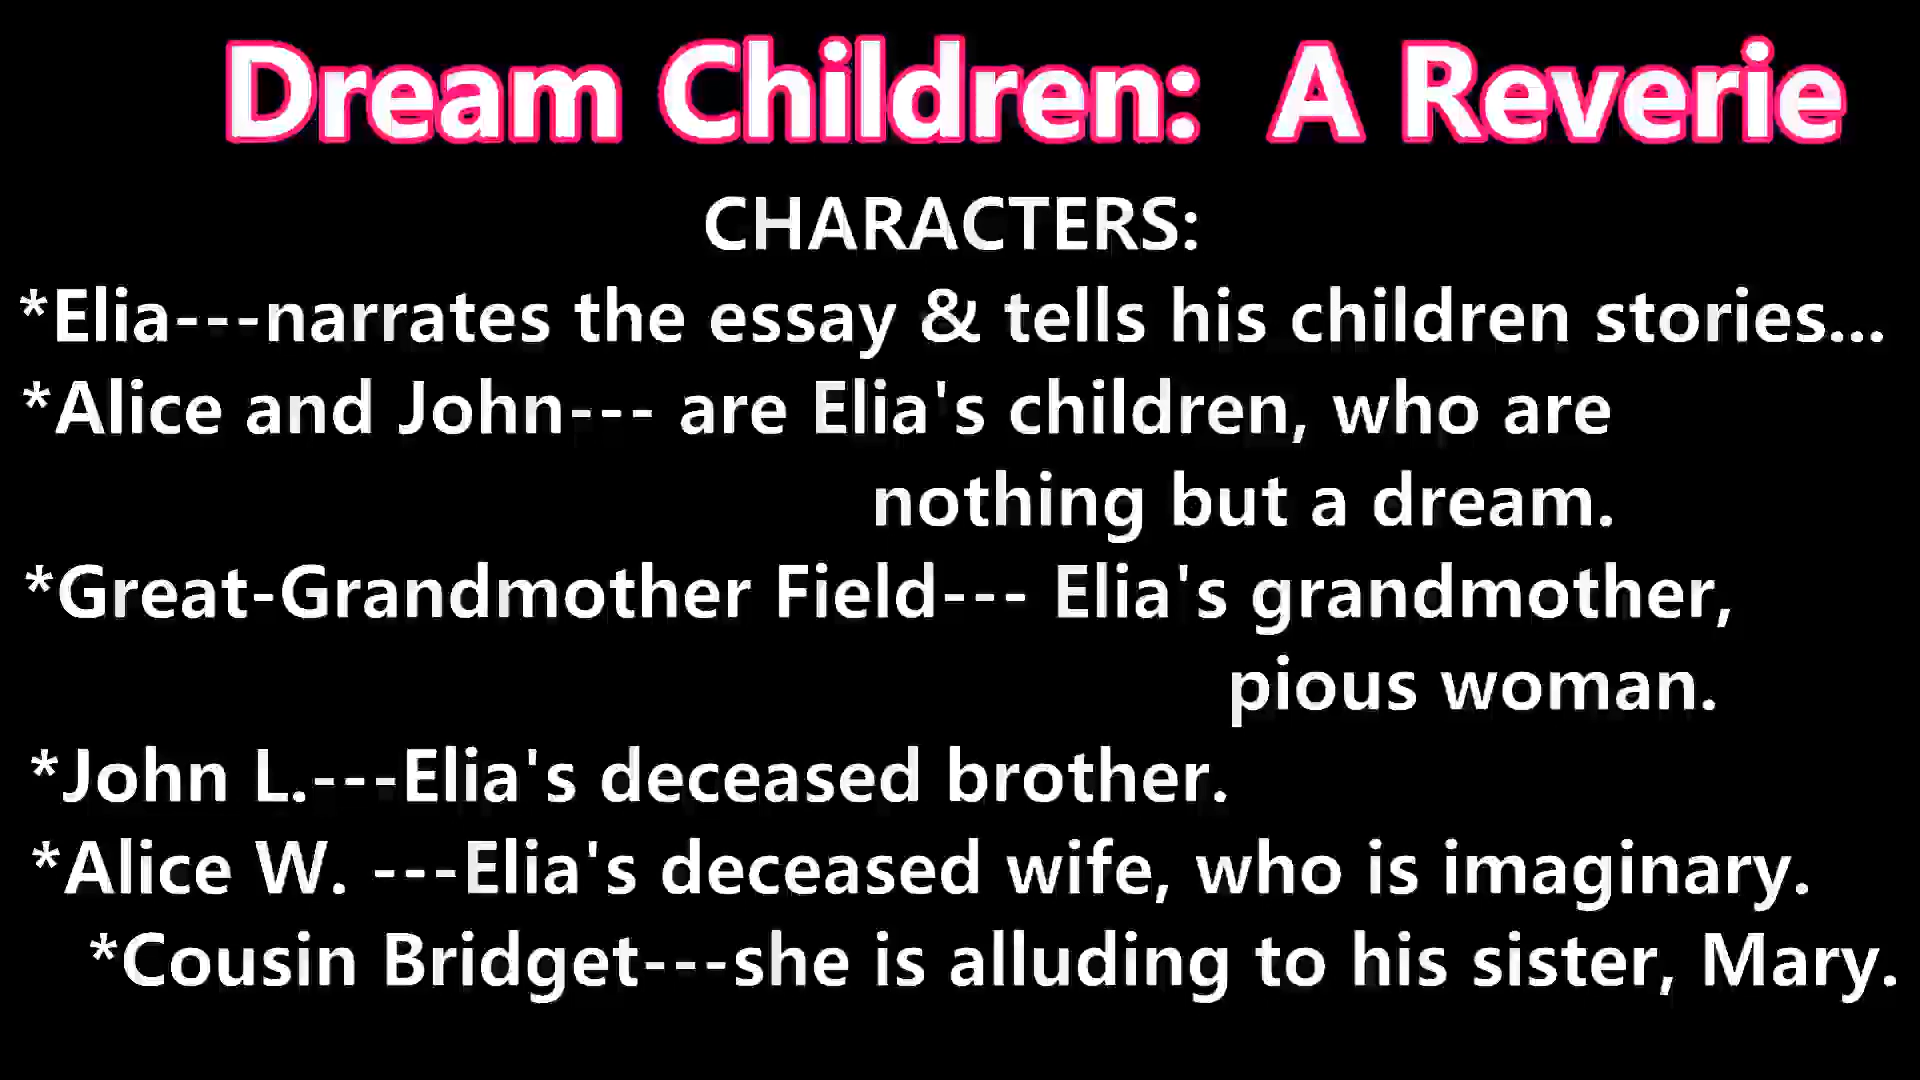 Dream Children: A Reverie
CHARACTERS:
*Elia---narrates the essay & tells his children stories...
*Alice and John--- are Elia's children, who are
nothing but a dream.
*Great-Grandmother Field--- Elia's grandmother,
pious woman.
*John L.---Elia's deceased brother.
*Alice W. ---Elia's deceased wife, who is imaginary.
*Cousin Bridget---she is alluding to his sister, Mary.